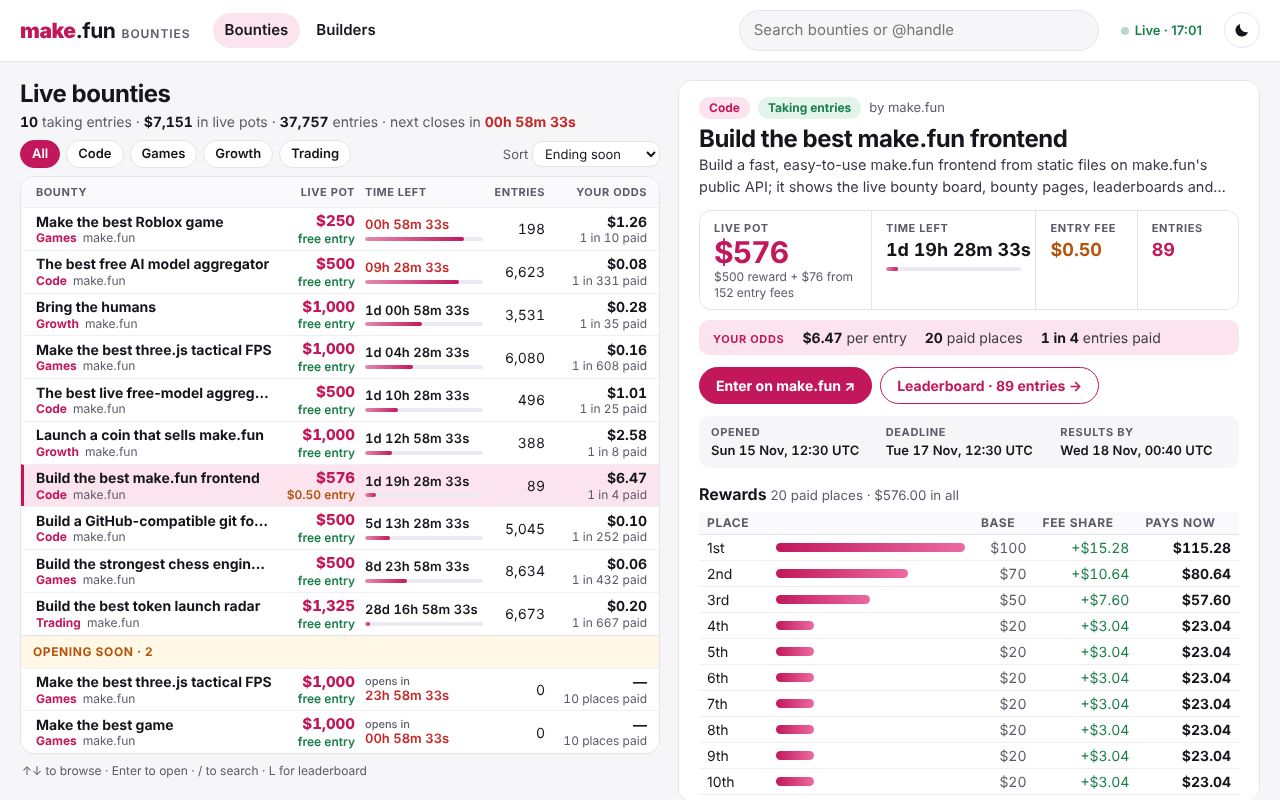 make.fun BOUNTIES Bounties Builders Search bounties or @handle Live · 17:01
Live bounties
10 taking entries · $7,151 in live pots · 37,757 entries · next closes in 00h 58m 33s
All Code Games Growth Trading Sort Ending soon
BOUNTY LIVE POT TIME LEFT ENTRIES YOUR ODDS
Make the best Roblox game $250 00h 58m 33s 198 $1.26
Games make.fun free entry 1 in 10 paid
The best free AI model aggregator $500 09h 28m 33s 6,623 $0.08
Code make.fun free entry 1 in 331 paid
Bring the humans $1,000 1d 00h 58m 33s 3,531 $0.28
Growth make.fun free entry 1 in 35 paid
Make the best three.js tactical FPS $1,000 1d 04h 28m 33s 6,080 $0.16
Games make.fun free entry 1 in 608 paid
The best live free-model aggreg... $500 1d 10h 28m 33s 496 $1.01
Code make.fun free entry 1 in 25 paid
Launch a coin that sells make.fun $1,000 1d 12h 58m 33s 388 $2.58
Growth make.fun free entry 1 in 8 paid
Build the best make.fun frontend $576 1d 19h 28m 33s 89 $6.47
Code make.fun $0.50 entry 1 in 4 paid
Build a GitHub-compatible git fo... $500 5d 13h 28m 33s 5,045 $0.10
Code make.fun free entry 1 in 252 paid
Build the strongest chess engin... $500 8d 23h 58m 33s 8,634 $0.06
Games make.fun free entry 1 in 432 paid
Build the best token launch radar $1,325 28d 16h 58m 33s 6,673 $0.20
Trading make.fun free entry 1 in 667 paid
OPENING SOON · 2
Make the best three.js tactical FPS $1,000 opens in 23h 58m 33s 0 —
Games make.fun free entry 10 places paid
Make the best game $1,000 opens in 00h 58m 33s 0 —
Games make.fun free entry 10 places paid
↑↓ to browse · Enter to open · / to search · L for leaderboard
Code Taking entries by make.fun
Build the best make.fun frontend
Build a fast, easy-to-use make.fun frontend from static files on make.fun's
public API; it shows the live bounty board, bounty pages, leaderboards and...
LIVE POT TIME LEFT ENTRY FEE ENTRIES
$576 1d 19h 28m 33s $0.50 89
$500 reward + $76 from
152 entry fees
YOUR ODDS $6.47 per entry 20 paid places 1 in 4 entries paid
Enter on make.fun ↗ Leaderboard · 89 entries →
OPENED DEADLINE RESULTS BY
Sun 15 Nov, 12:30 UTC Tue 17 Nov, 12:30 UTC Wed 18 Nov, 00:40 UTC
Rewards 20 paid places · $576.00 in all
PLACE BASE FEE SHARE PAYS NOW
1st $100 +$15.28 $115.28
2nd $70 +$10.64 $80.64
3rd $50 +$7.60 $57.60
4th $20 +$3.04 $23.04
5th $20 +$3.04 $23.04
6th $20 +$3.04 $23.04
7th $20 +$3.04 $23.04
8th $20 +$3.04 $23.04
9th $20 +$3.04 $23.04
10th $20 +$3.04 $23.04